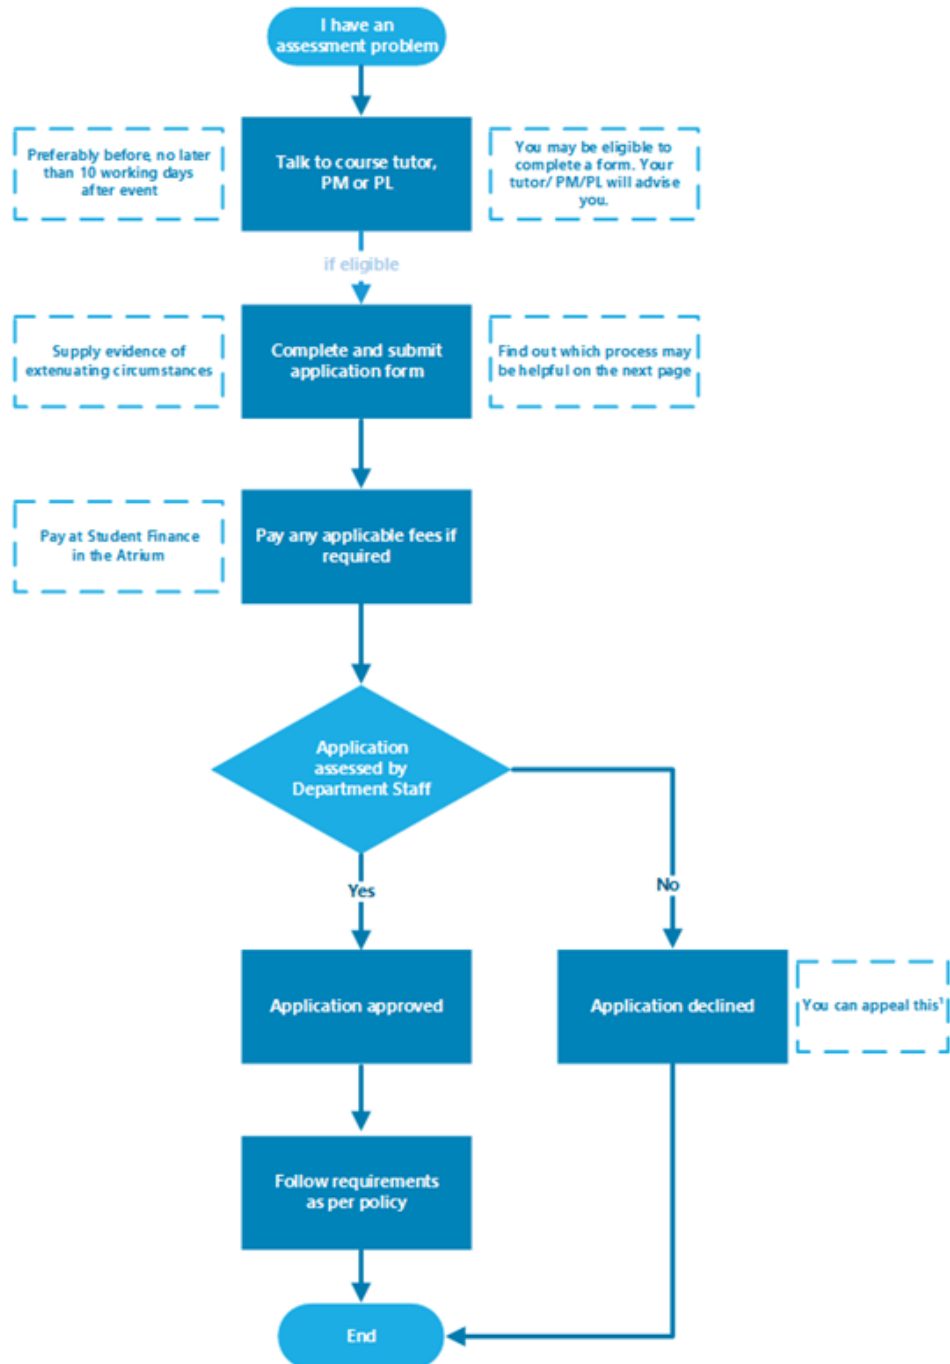 I have an
assessment problem
Preferably before, no later
than 10 working days
after event
Talk to course tutor,
PM or PL
You may be eligible to
complete a form. Your
tutor/ PM/PL will advise
you.
if eligible
Supply evidence of
extenuating circumstances
Complete and submit
application form
Find out which process may
be helpful on the next page
Pay at Student Finance
in the Atrium
Pay any applicable fees if
required
Application
assessed by
Department Staff
Yes
No
Application approved
Application declined
You can appeal this¹
Follow requirements
as per policy
End